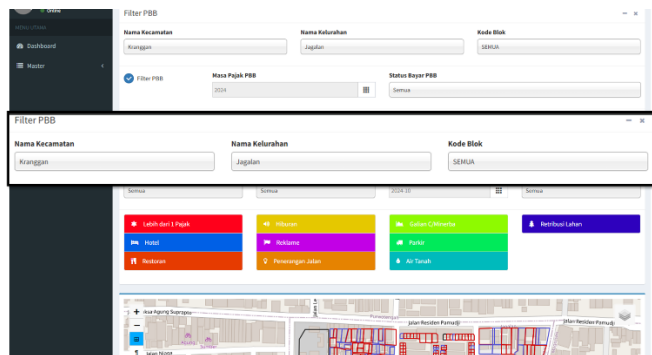 Online
MENU UTAMA
Dashboard
Master
Filter PBB
Nama Kecamatan Nama Kelurahan Kode Blok
Kranggan Jagalan SEMUA
Filter PBB
Masa Pajak PBB Status Bayar PBB
2024 Semua
Filter PBB
Nama Kecamatan Nama Kelurahan Kode Blok
Kranggan Jagalan SEMUA
Semua Semua 2024-10 Semua
Lebih dari 1 Pajak Hiburan Galian C/Minerba Retribusi Lahan
Hotel Reklame Parkir
Restoran Penerangan Jalan Air Tanah
Jalan Residen Pamudji
Jalan Residen Pamudji